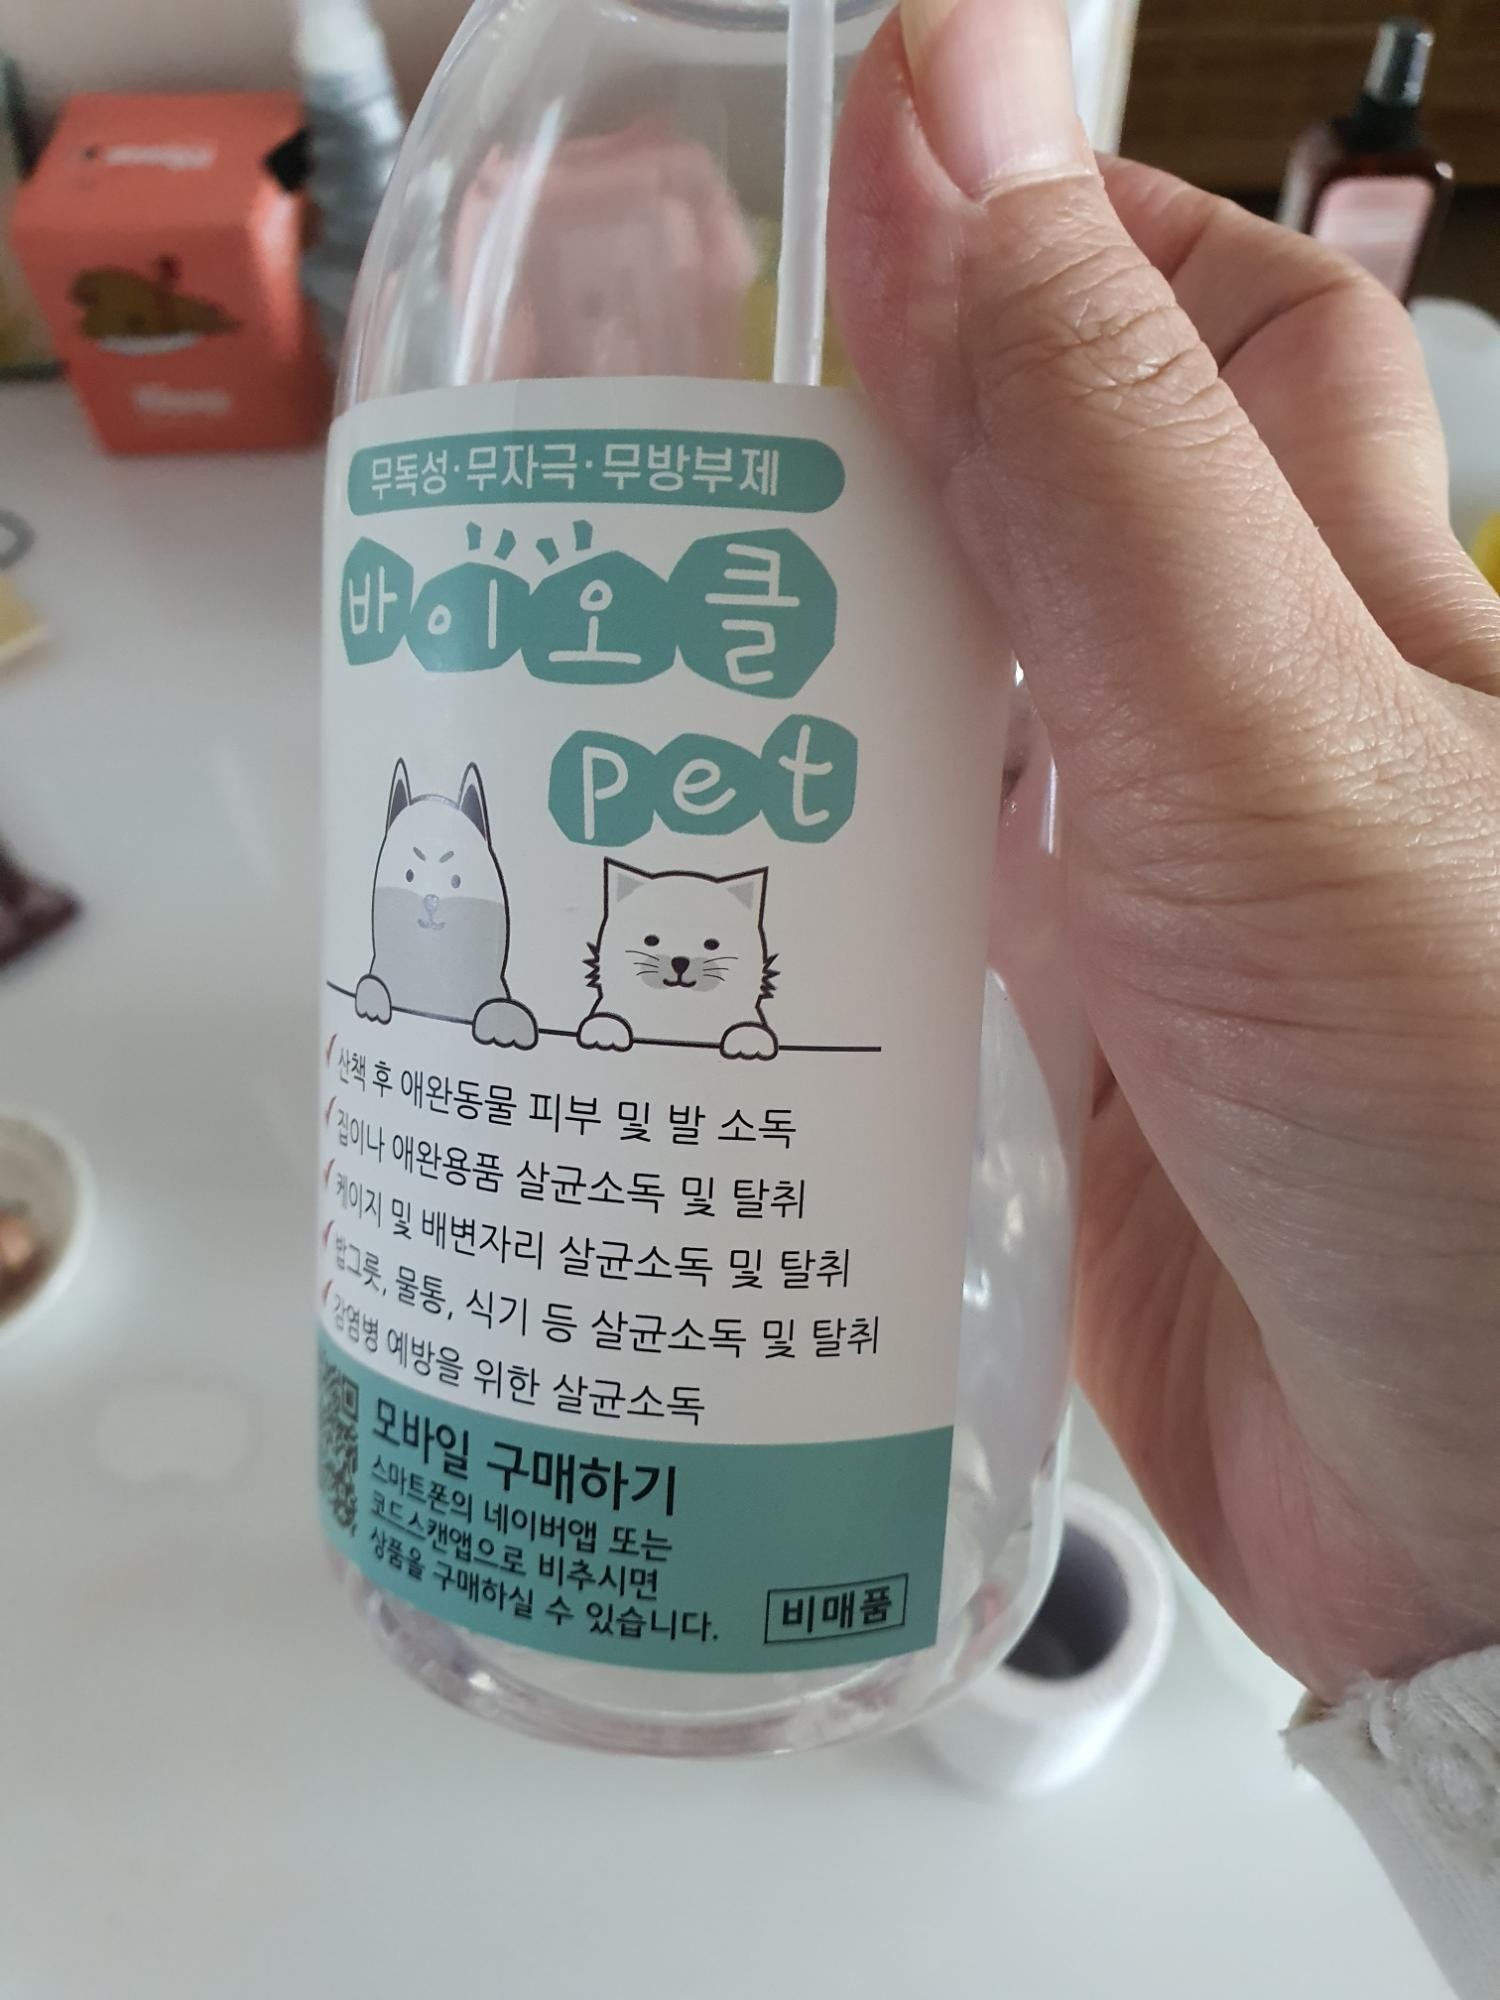 무독성·무자극·무방부제
바이오클
pet
산책 후 애완동물 피부 및 발 소독
집이나 애완용품 살균소독 및 탈취
케이지 및 배변자리 살균소독 및 탈취
밥그릇, 물통, 식기 등 살균소독 및 탈취
감염병 예방을 위한 살균소독
모바일 구매하기
스마트폰의 네이버앱 또는
코드스캔앱으로 비추시면
상품을 구매하실 수 있습니다.
비매품